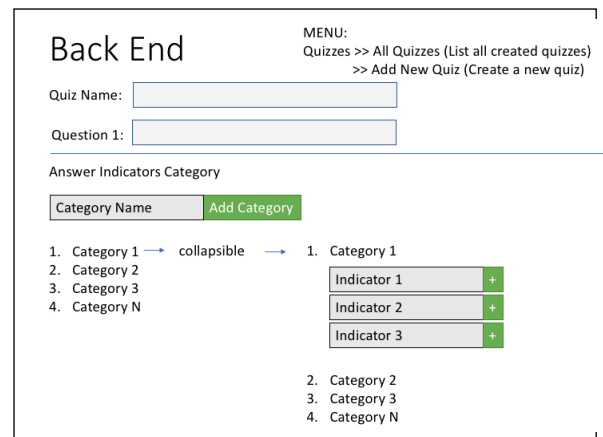 Back End
MENU:
Quizzes >> All Quizzes (List all created quizzes)
>> Add New Quiz (Create a new quiz)
Quiz Name:
Question 1:
Answer Indicators Category
Category Name
Add Category
1. Category 1
collapsible
2. Category 2
3. Category 3
4. Category N
1. Category 1
Indicator 1 +
Indicator 2 +
Indicator 3 +
2. Category 2
3. Category 3
4. Category N